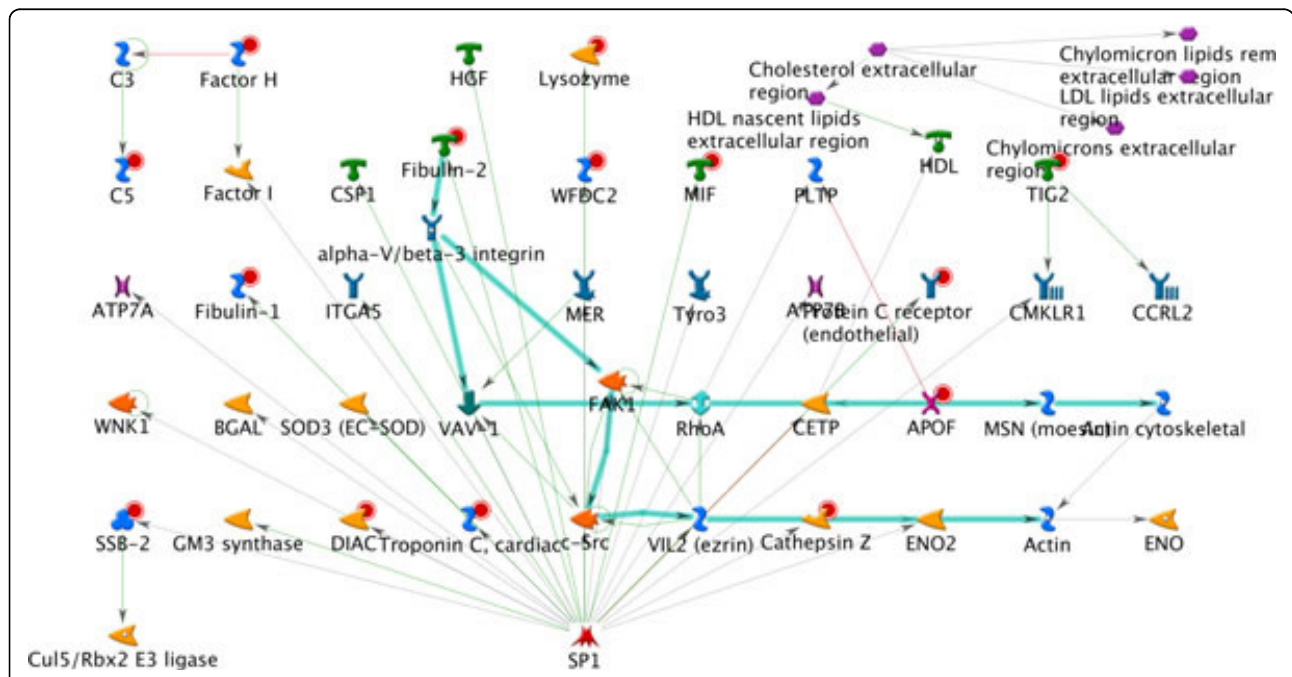 C3
Factor H
HGF
Lysozyme
Cholesterol extracellular
region
Chylomicron lipids rem
extracellular region
LDL lipids extracellular
region
HDL nascent lipids
extracellular region
HDL
Chylomicrons extracellular
region
C5
Factor I
CSP1
Fibulin-2
WFDC2
MIF
PLTP
TIG2
alpha-V/beta-3 integrin
ATP7A
Fibulin-1
ITGA5
MER
Tyro3
ATP7B
Protein C receptor
(endothelial)
CMKLR1
CCRL2
WNK1
BGAL
SOD3 (EC-SOD)
VAV-1
FAK1
RhoA
CETP
APOF
MSN (moesin)
Actin cytoskeletal
SSB-2
GM3 synthase
DIAC
Troponin C, cardiac
c-Src
VIL2 (ezrin)
Cathepsin Z
ENO2
Actin
ENO
Cul5/Rbx2 E3 ligase
SP1